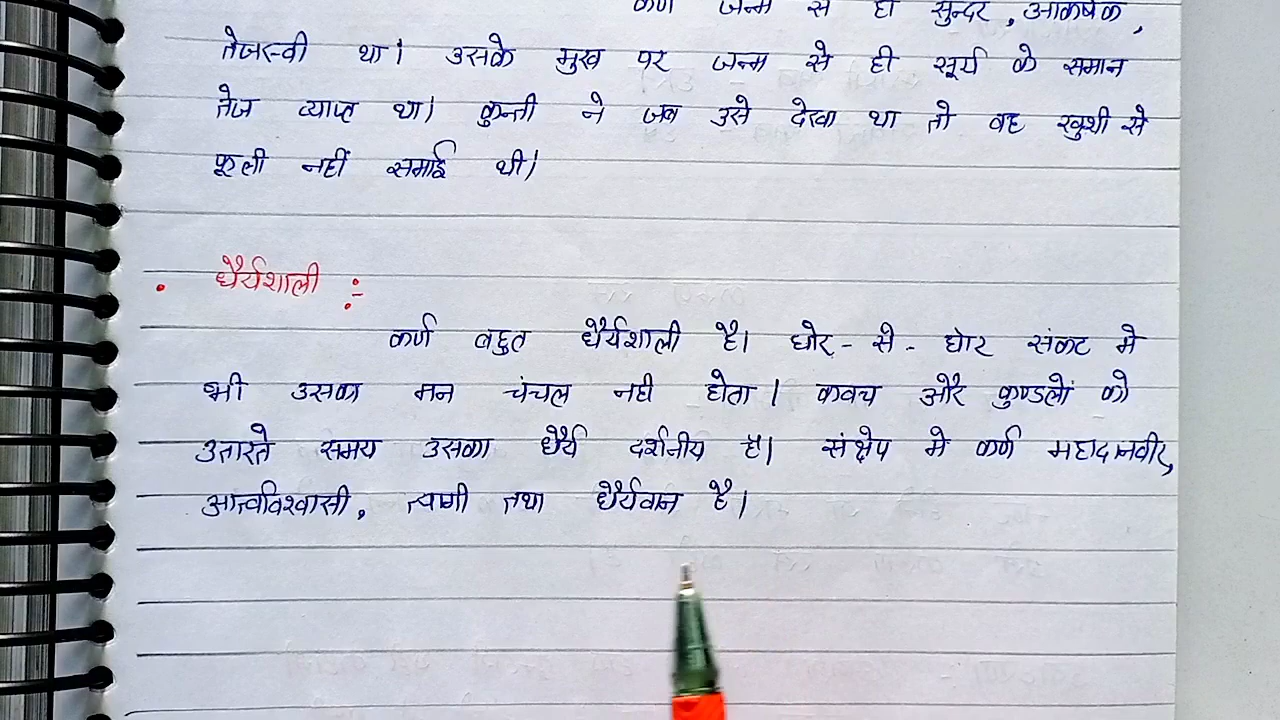 कर्ण जन्म से ही सुन्दर, आकर्षक,
तेजस्वी था। उसके मुख पर जन्म से ही सूर्य के समान
तेज व्याप्त था। कुन्ती ने जब उसे देखा था तो वह खुशी से
फूली नहीं समाई थी।
• धैर्यशाली :-
कर्ण बहुत धैर्यशाली है। घोर - से - घोर संकट मे
भी उसका मन चंचल नही होता। कवच और कुण्डलों को
उतारते समय उसका धैर्य दर्शनीय है। संक्षेप मे कर्ण महादानवीर,
आत्वविश्वासी, त्यागी तथा धैर्यवान है।